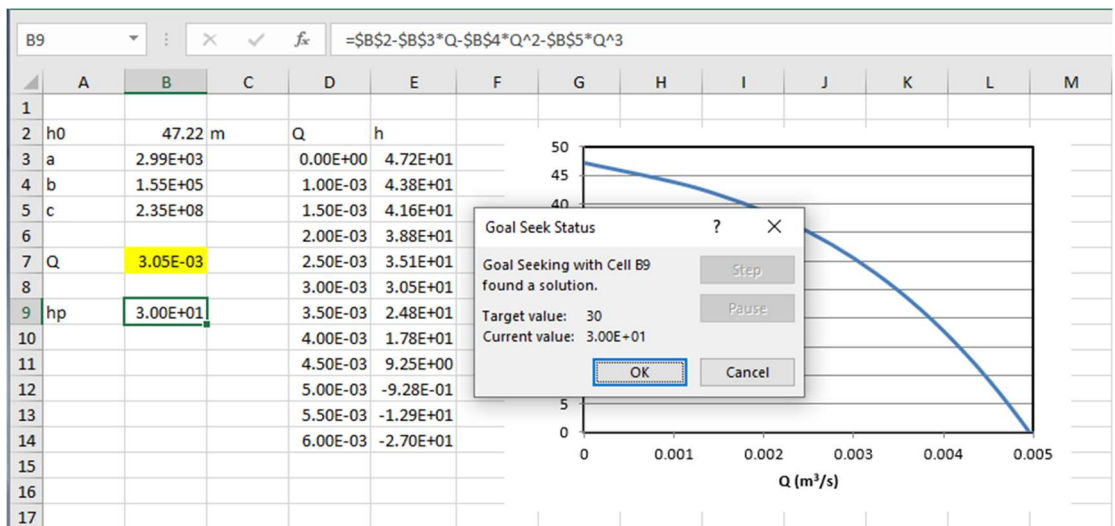 B9 fx =$B$2-$B$3*Q-$B$4*Q^2-$B$5*Q^3
A B C D E F G H I J K L M
1
2 h0 47.22 m Q h
3 a 2.99E+03 0.00E+00 4.72E+01
4 b 1.55E+05 1.00E-03 4.38E+01
5 c 2.35E+08 1.50E-03 4.16E+01
6 2.00E-03 3.88E+01
7 Q 3.05E-03 2.50E-03 3.51E+01
8 3.00E-03 3.05E+01
9 hp 3.00E+01 3.50E-03 2.48E+01
10 4.00E-03 1.78E+01
11 4.50E-03 9.25E+00
12 5.00E-03 -9.28E-01
13 5.50E-03 -1.29E+01
14 6.00E-03 -2.70E+01
15
16
17
50
45
40
5
0
0 0.001 0.002 0.003 0.004 0.005
Q (m³/s)
Goal Seek Status ?
Goal Seeking with Cell B9
found a solution.
Target value: 30
Current value: 3.00E+01
Step
Pause
OK Cancel